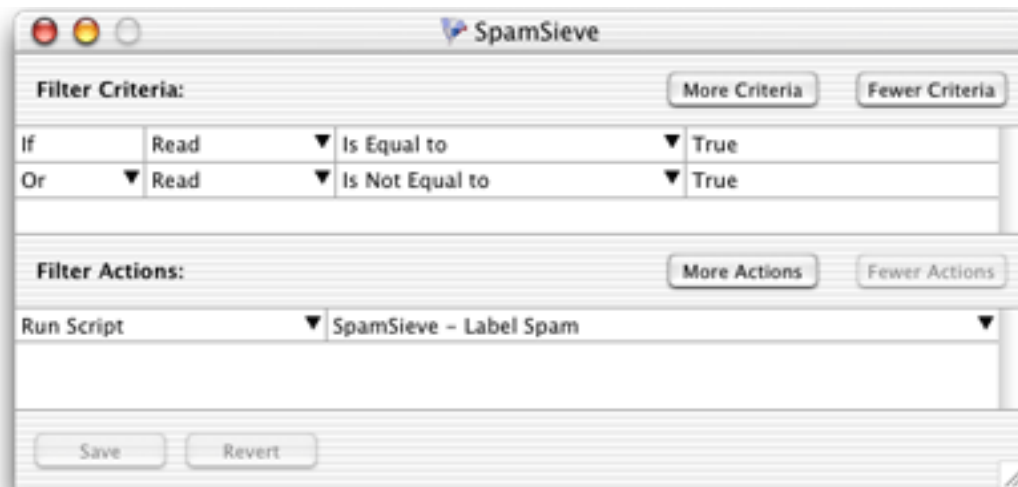 SpamSieve
Filter Criteria: More Criteria Fewer Criteria
If Read Is Equal to True
Or Read Is Not Equal to True
Filter Actions: More Actions Fewer Actions
Run Script SpamSieve – Label Spam
Save Revert